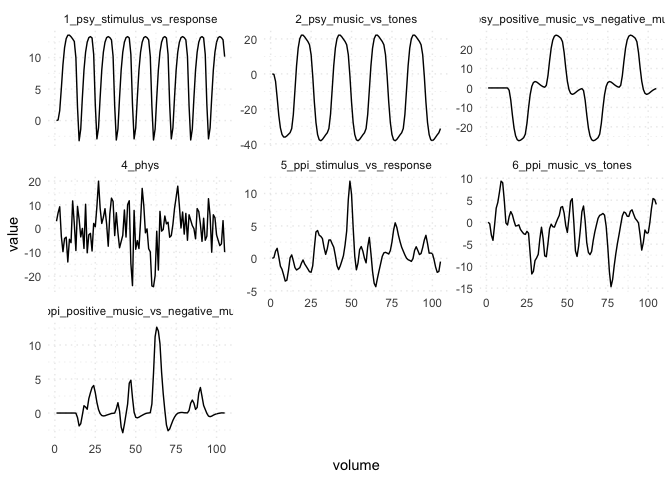 1_psy_stimulus_vs_response 2_psy_music_vs_tones psy_positive_music_vs_negative_mu
10 5 0
20 0 -20 -40
20 10 0 -10 -20
4_phys 5_ppi_stimulus_vs_response 6_ppi_music_vs_tones
20 10 0 -10 -20
10 5 0 -5
10 5 0 -5 -10 -15
value
0 25 50 75 100
0 25 50 75 100
ppi_positive_music_vs_negative_mu
10 5 0
0 25 50 75 100
volume